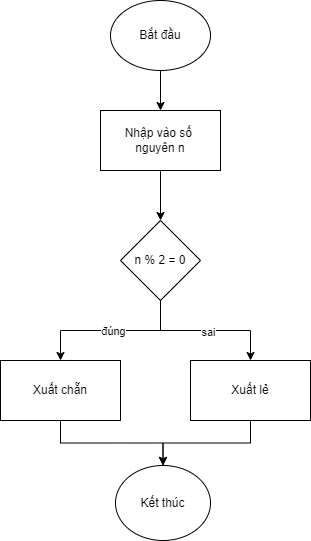 Bắt đầu
Nhập vào số
nguyên n
n % 2 = 0
đúng
sai
Xuất chẵn
Xuất lẻ
Kết thúc